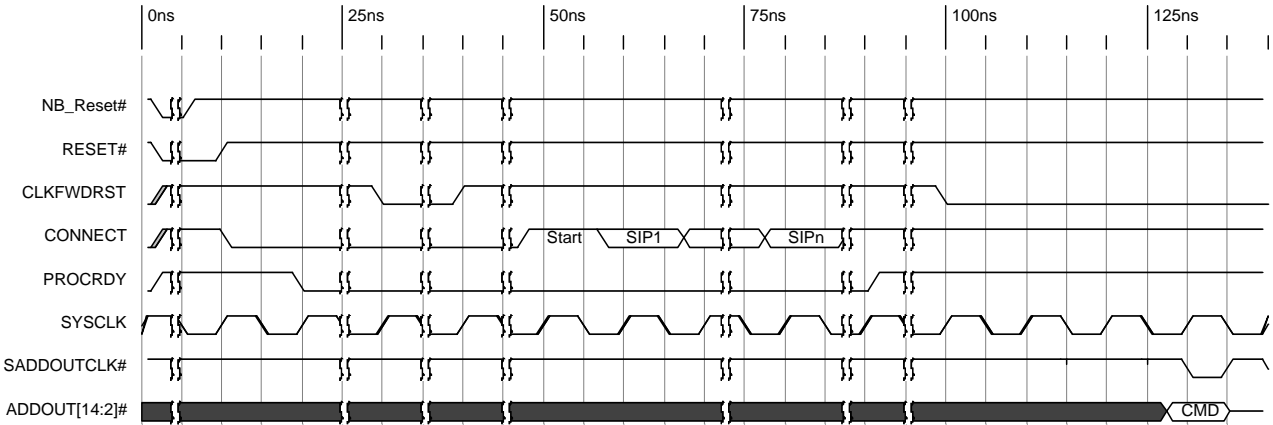 0ns 25ns 50ns 75ns 100ns 125ns
NB_Reset#
RESET#
CLKFWDRST
CONNECT Start SIP1 SIPn
PROCRDY
SYSCLK
SADDOUTCLK#
ADDOUT[14:2]# CMD